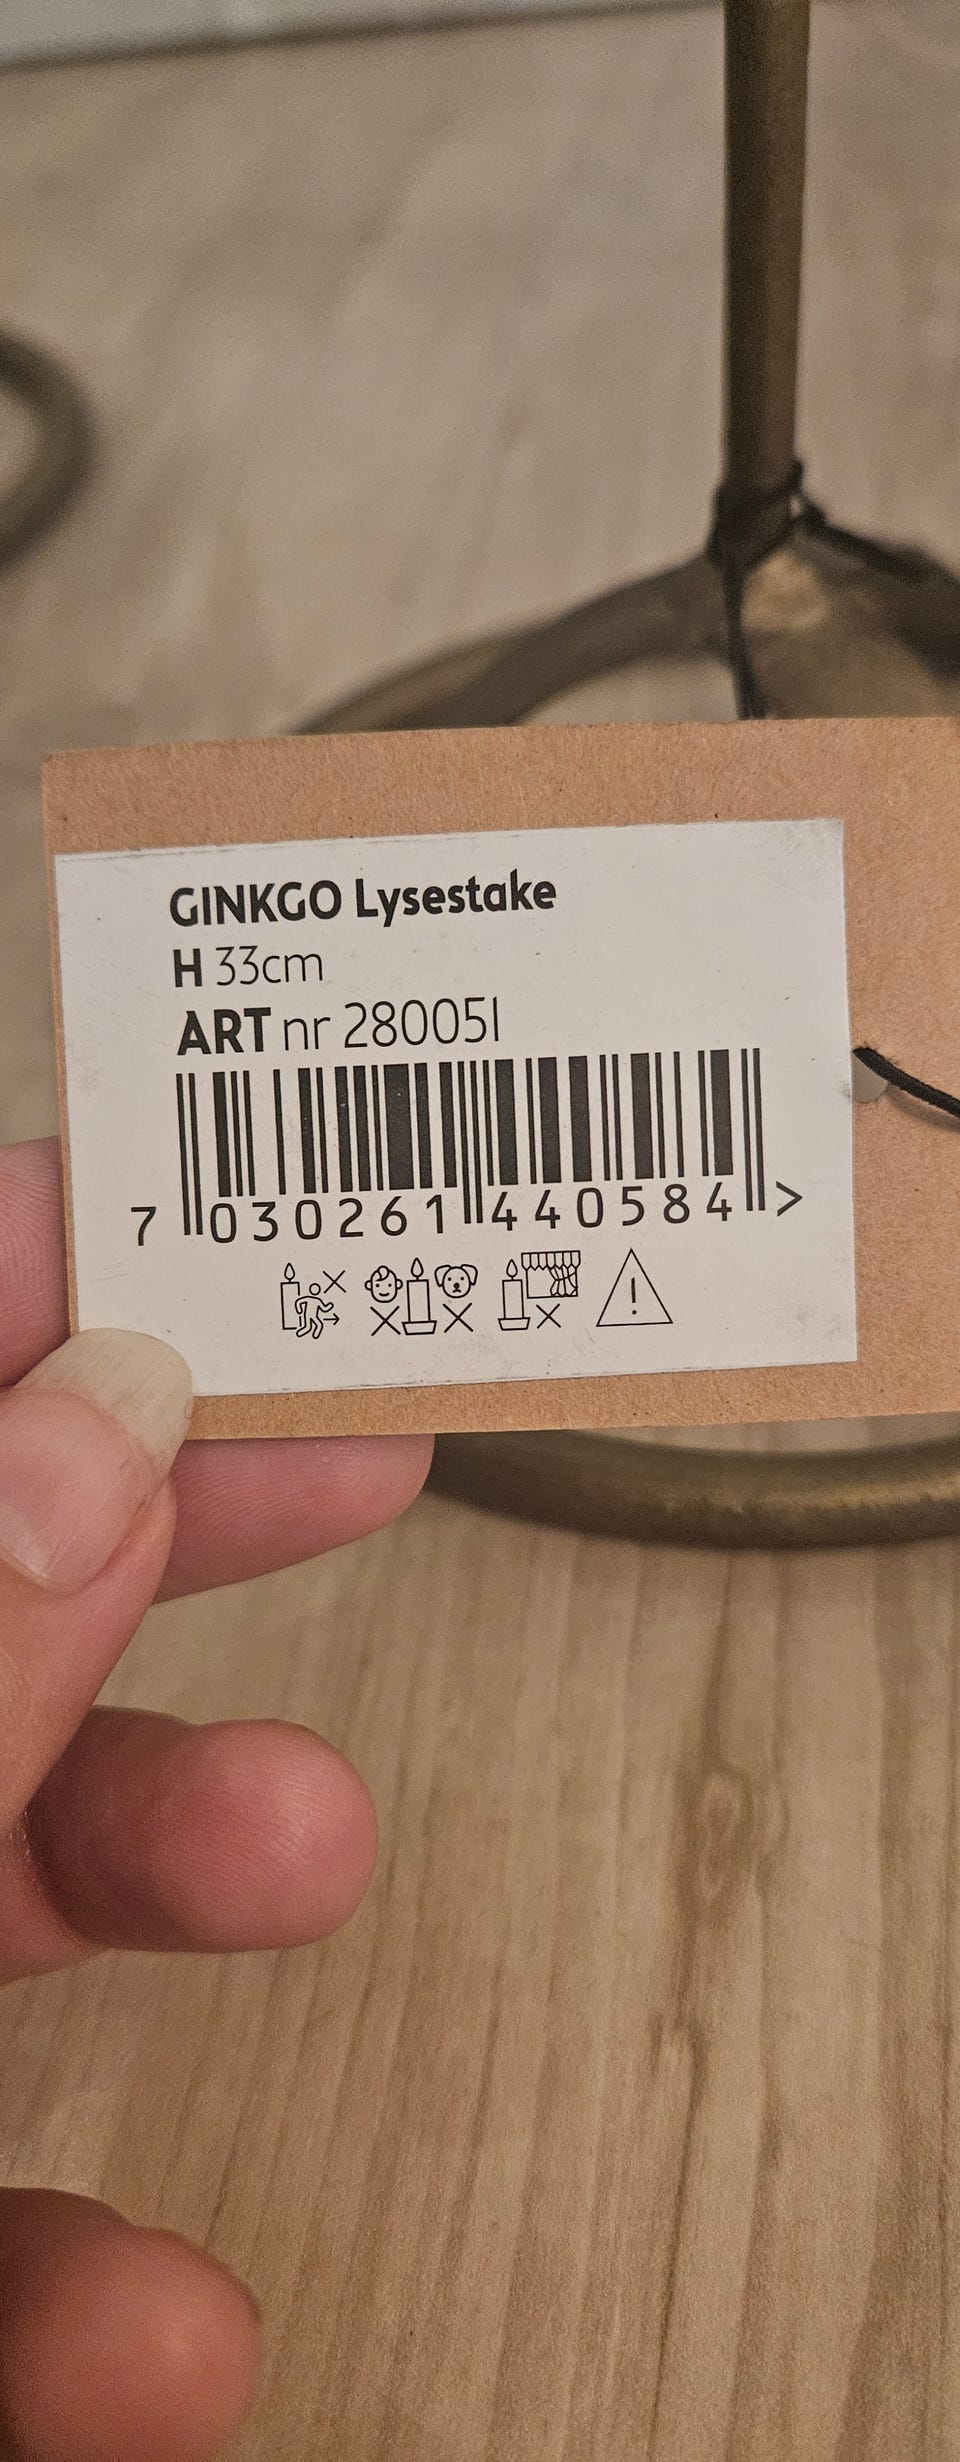 GINKGO Lysestake
H 33cm
ART nr 280051
7 030261 440584 >